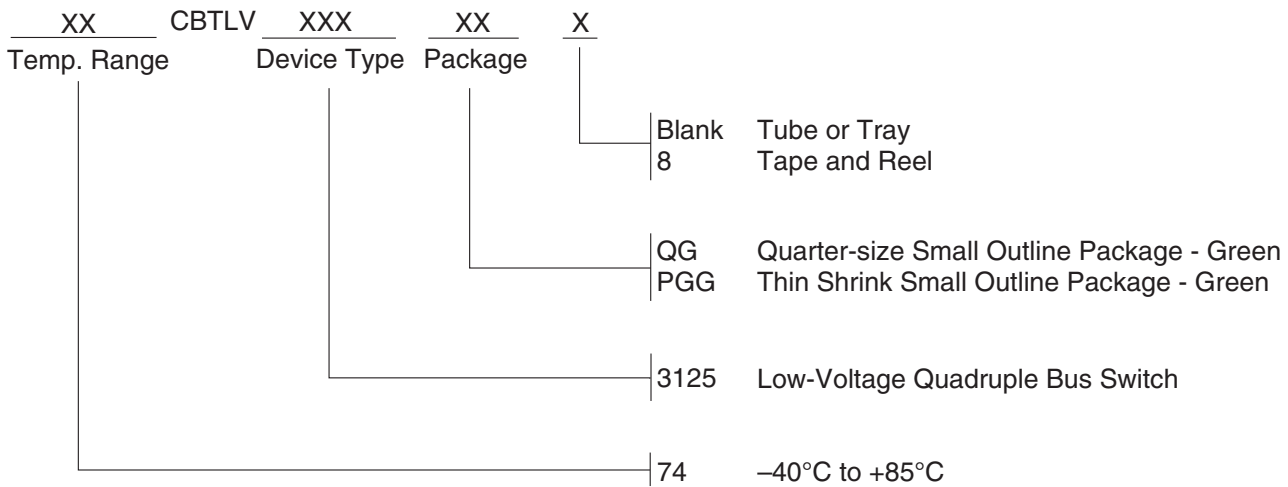 XX CBTLV XXX XX X
Temp. Range Device Type Package
Blank Tube or Tray
8 Tape and Reel
QG Quarter-size Small Outline Package - Green
PGG Thin Shrink Small Outline Package - Green
3125 Low-Voltage Quadruple Bus Switch
74 –40°C to +85°C